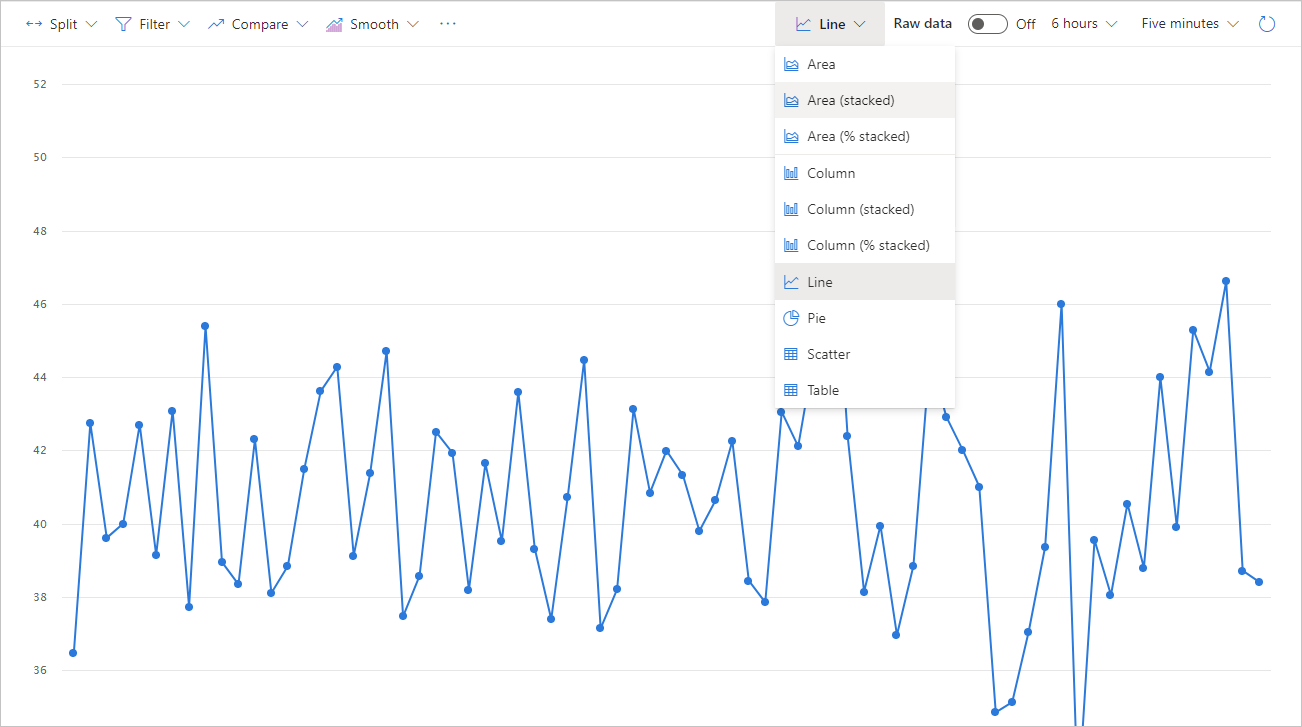 Split Filter Compare Smooth ... Line Raw data Off 6 hours Five minutes
Area
Area (stacked)
Area (% stacked)
Column
Column (stacked)
Column (% stacked)
Line
Pie
Scatter
Table
52
50
48
46
44
42
40
38
36